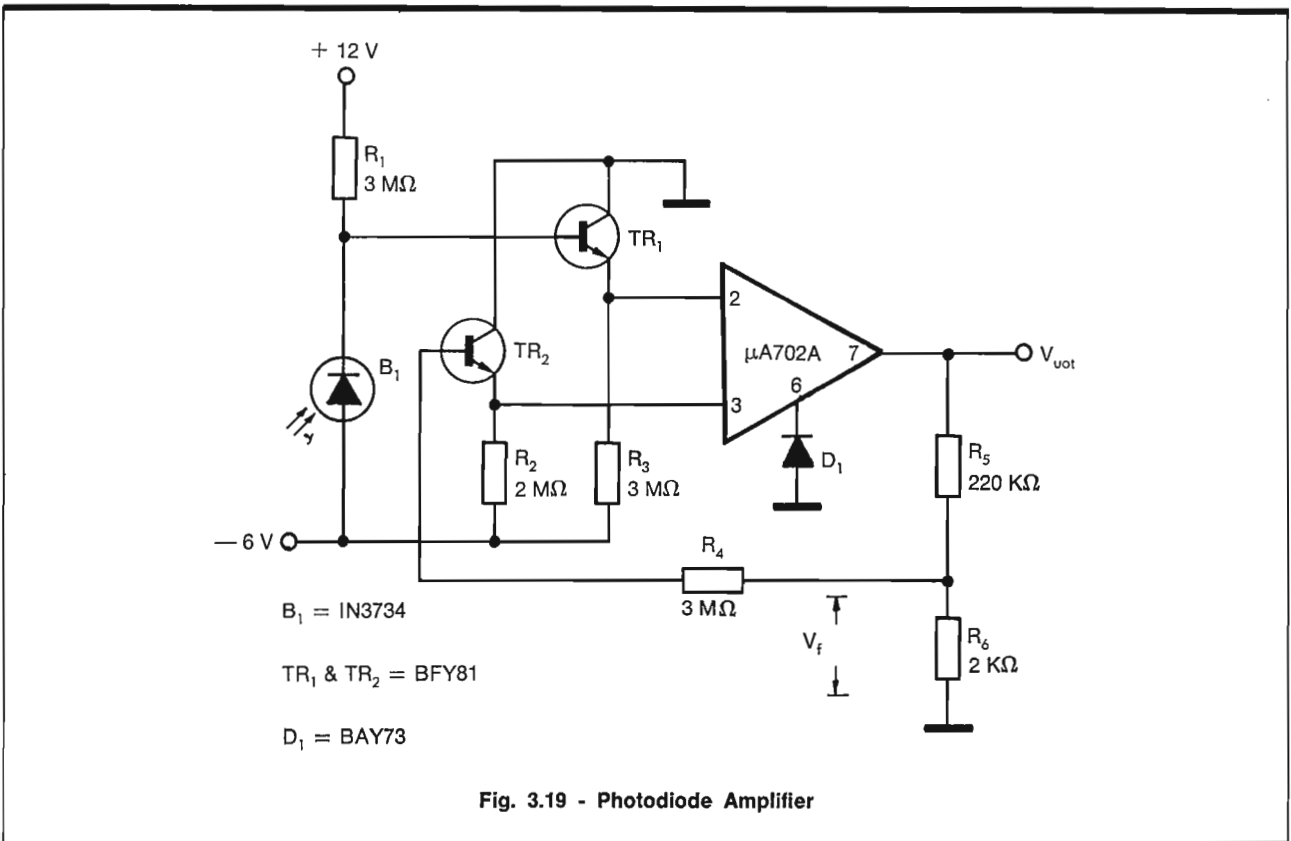 + 12 V
R1
3 MΩ
TR1
2
TR2
μA702A
7
Vuot
B1
6
3
D1
R2
2 MΩ
R3
3 MΩ
R5
220 KΩ
— 6 V
R4
3 MΩ
B1 = IN3734
Vf
R6
2 KΩ
TR1 & TR2 = BFY81
D1 = BAY73
Fig. 3.19 - Photodiode Amplifier